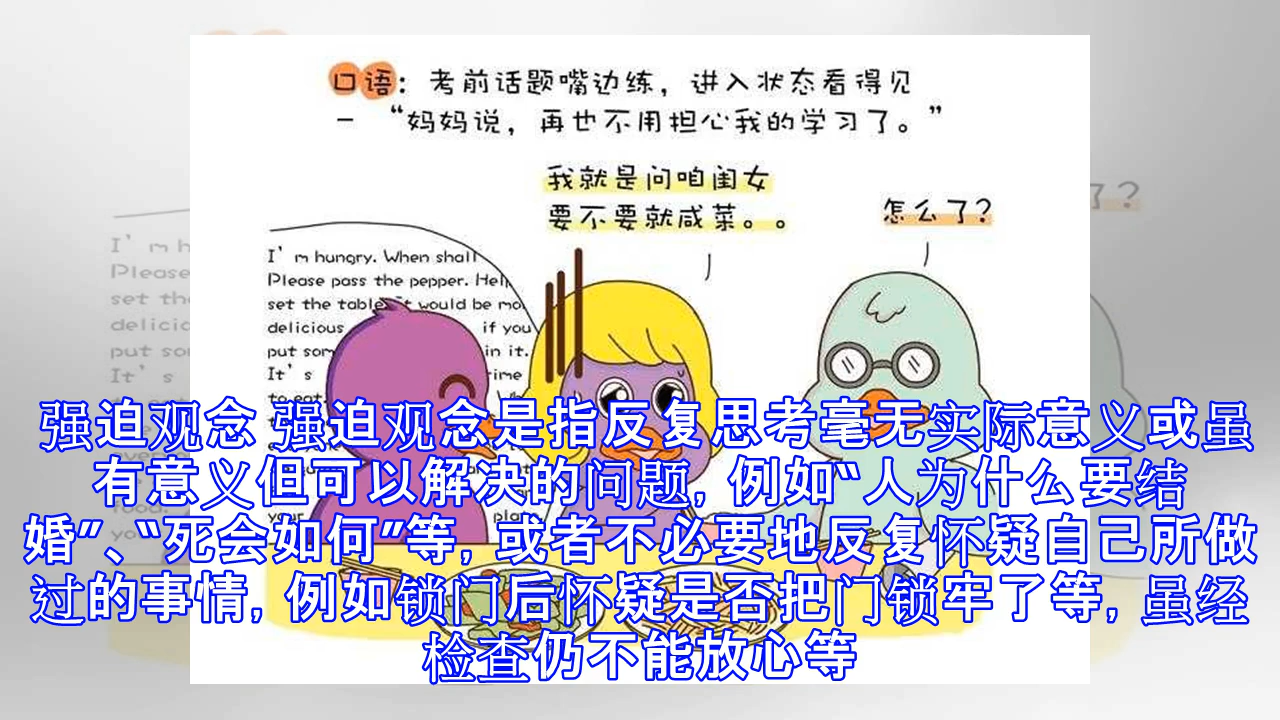 口语：考前话题嘴边练，进入状态看得见
— “妈妈说，再也不用担心我的学习了。”
我就是问咱闺女
要不要就咸菜。。
怎么了？
了？
I'm hungry. When shall
Please pass the pepper. Help
set the table. It would be mo
delicious if you
put som in it.
It's time
to eat.
强迫观念 强迫观念是指反复思考毫无实际意义或虽
有意义但可以解决的问题，例如“人为什么要结
婚”、“死会如何”等，或者不必要地反复怀疑自己所做
过的事情，例如锁门后怀疑是否把门锁牢了等，虽经
检查仍不能放心等